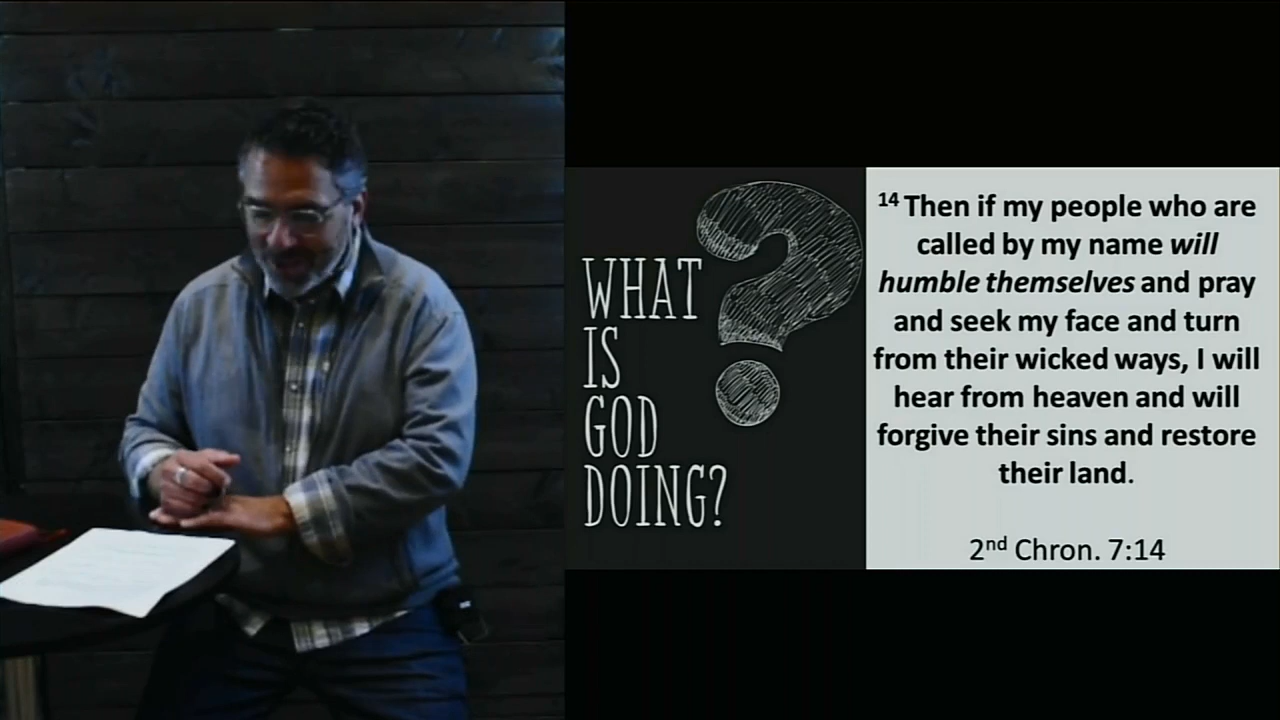 WHAT
IS
GOD
DOING?
14 Then if my people who are
called by my name will
humble themselves and pray
and seek my face and turn
from their wicked ways, I will
hear from heaven and will
forgive their sins and restore
their land.
2nd Chron. 7:14